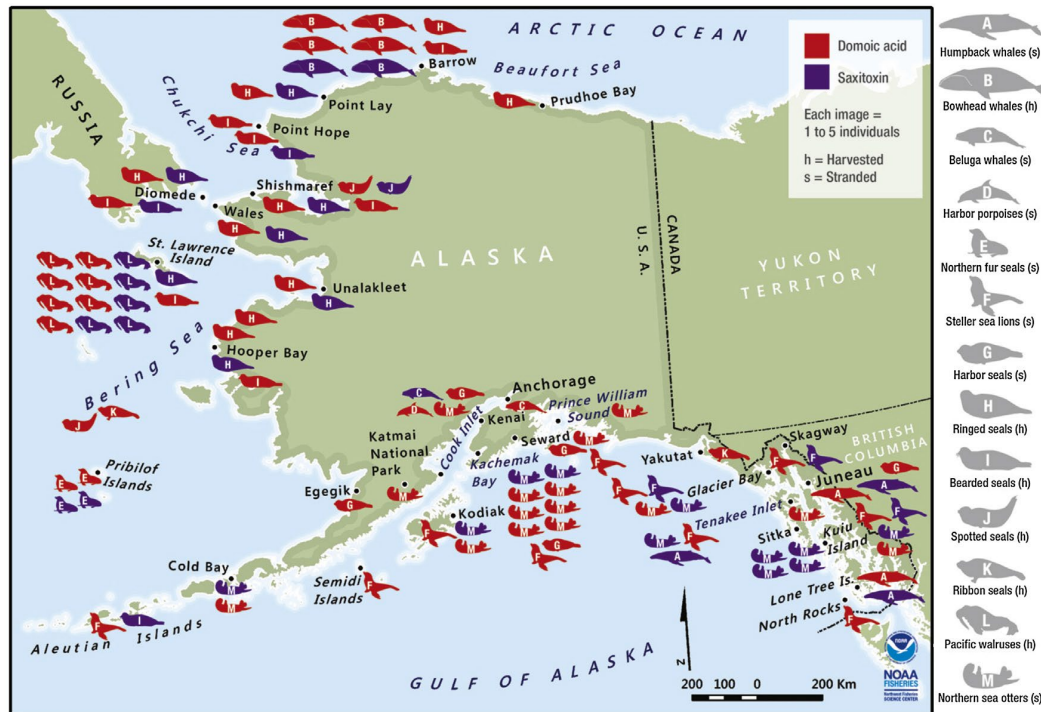 ARCTIC OCEAN
Beaufort Sea
Chukchi Sea
RUSSIA
Barrow
Point Lay
Prudhoe Bay
Point Hope
Domoic acid
Saxitoxin
Each image =
1 to 5 individuals
h = Harvested
s = Stranded
Diomede
Shishmaref
Wales
St. Lawrence
Island
ALASKA
U. S. A.
CANADA
YUKON
TERRITORY
Unalakleet
Bering Sea
Hooper Bay
Anchorage
Prince William
Sound
Kenai
Cook Inlet
Katmai
National
Park
Seward
Kachemak
Bay
Pribilof
Islands
Egegik
Kodiak
Yakutat
Skagway
BRITISH
COLUMBIA
Glacier Bay
Juneau
Tenakee Inlet
Sitka
Kuiu
Island
Cold Bay
Semidi
Islands
Lone Tree Is.
North Rocks
Aleutian Islands
GULF OF ALASKA
N
200 100 0 200 Km
NOAA
NOAA
FISHERIES
Northwest Fisheries
SCIENCE CENTER
A
Humpback whales (s)
B
Bowhead whales (h)
C
Beluga whales (s)
D
Harbor porpoises (s)
E
Northern fur seals (s)
F
Steller sea lions (s)
G
Harbor seals (s)
H
Ringed seals (h)
I
Bearded seals (h)
J
Spotted seals (h)
K
Ribbon seals (h)
L
Pacific walruses (h)
M
Northern sea otters (s)